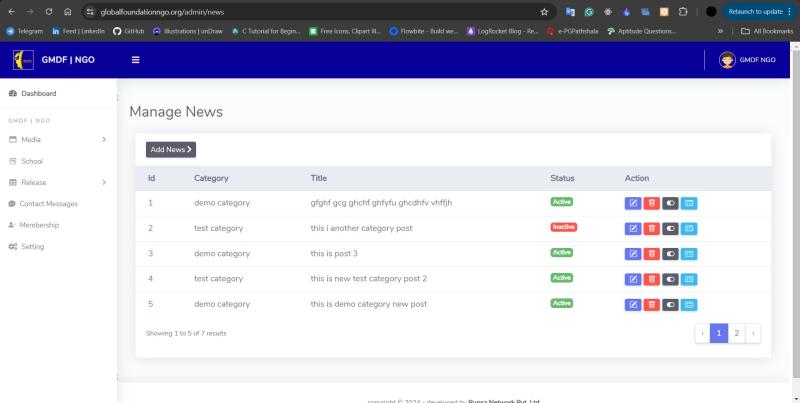 globalfoundationngo.org/admin/news
Relaunch to update
Telegram
Feed | LinkedIn
GitHub
Illustrations | unDraw
C Tutorial for Begin...
Free Icons, Clipart Ill...
Flowbite - Build we...
LogRocket Blog - Re...
e-PGPathshala
Aptitude Questions...
All Bookmarks
GMDF | NGO
GMDF NGO
Dashboard
GMDF | NGO
Media
School
Release
Contact Messages
Membership
Setting
Manage News
Add News
Id Category Title Status Action
1 demo category gfghf gcg ghchf ghfyfu ghcdhfv vhffjh Active
2 test category this i another category post Inactive
3 demo category this is post 3 Active
4 test category this is new test category post 2 Active
5 demo category this is demo category new post Active
Showing 1 to 5 of 7 results
‹ 1 2 ›
copyright © 2024 - developed by